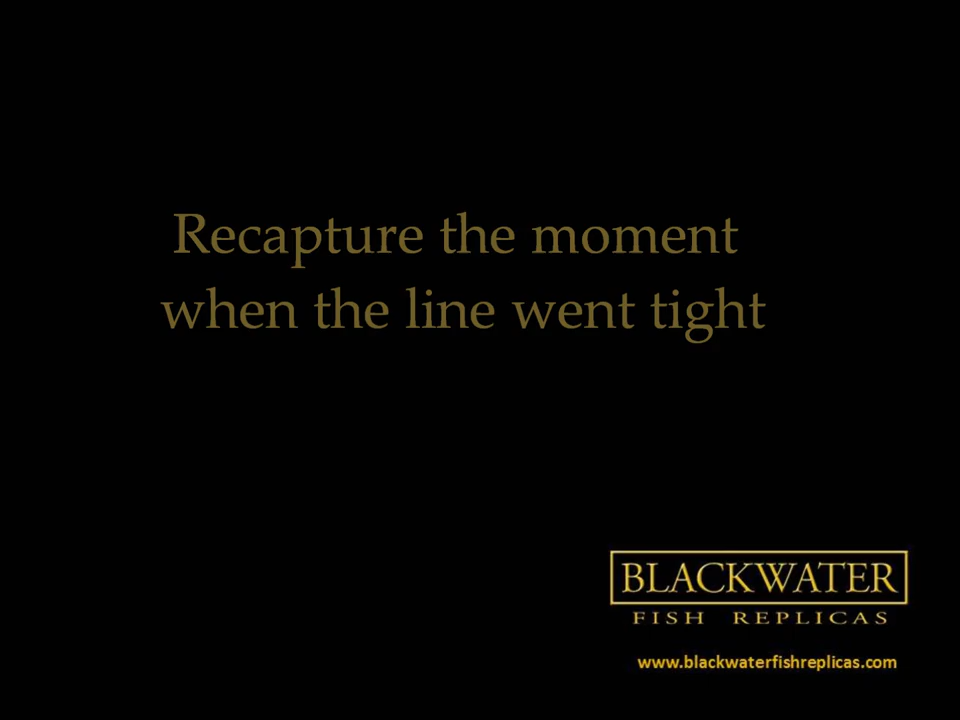 Recapture the moment
when the line went tight
BLACKWATER
FISH REPLICAS
www.blackwaterfishreplicas.com